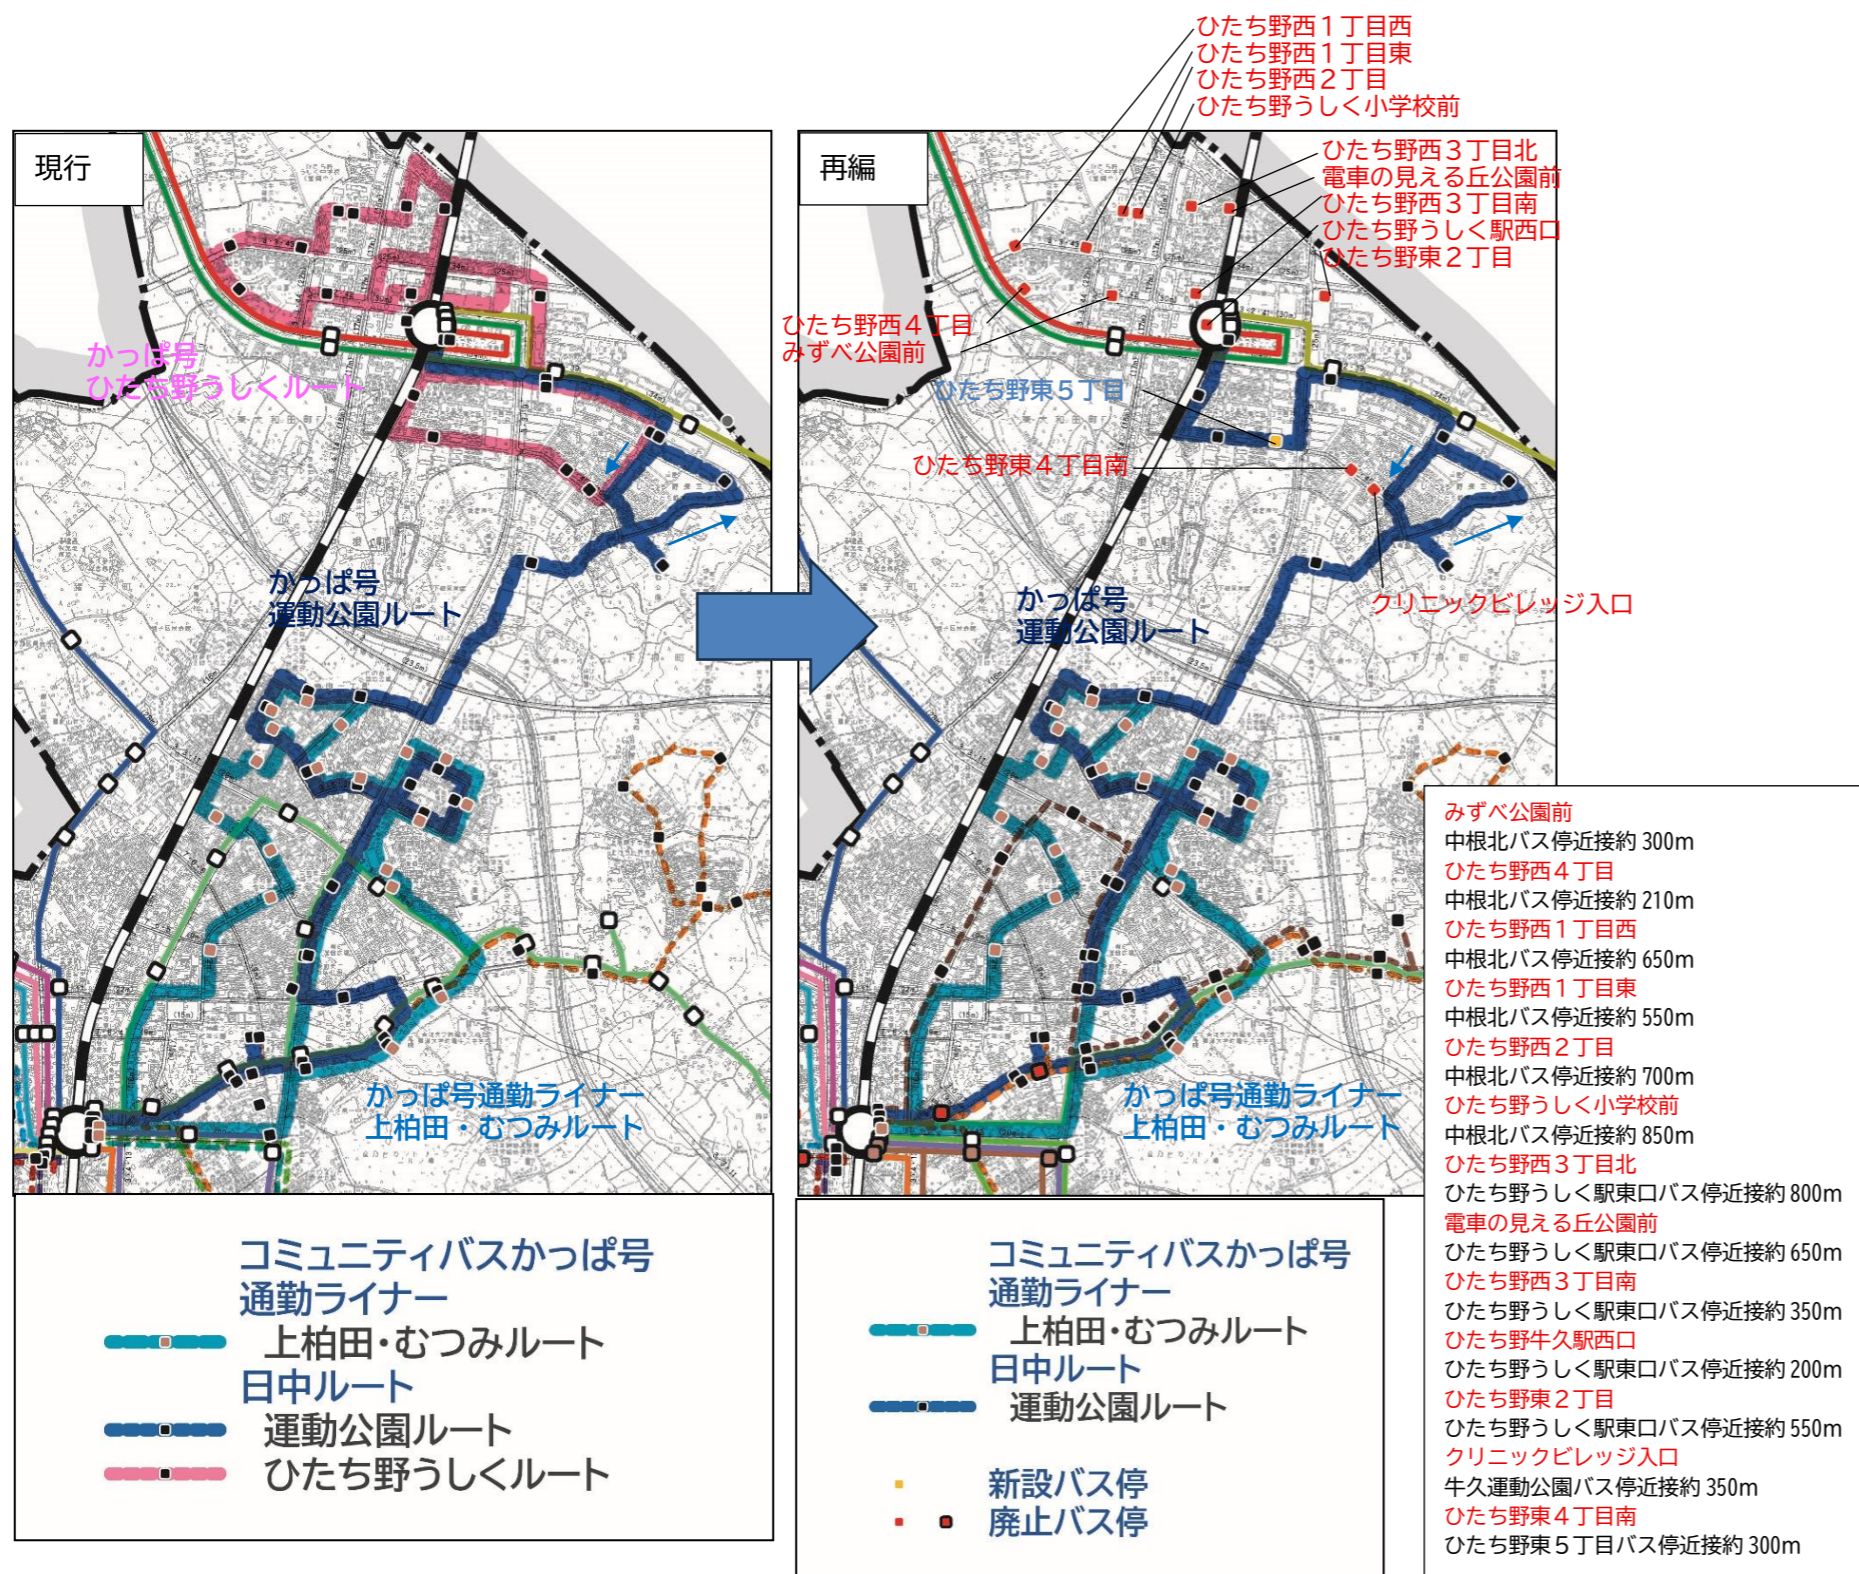 ひたち野西１丁目西
ひたち野西１丁目東
ひたち野西２丁目
ひたち野うしく小学校前
現行
再編
ひたち野西３丁目北
電車の見える丘公園前
ひたち野西３丁目南
ひたち野うしく駅西口
ひたち野東２丁目
かっぱ号
ひたち野うしくルート
ひたち野西４丁目
みずべ公園前
ひたち野東５丁目
ひたち野東４丁目南
かっぱ号
運動公園ルート
かっぱ号
運動公園ルート
クリニックビレッジ入口
かっぱ号通勤ライナー
上柏田・むつみルート
かっぱ号通勤ライナー
上柏田・むつみルート
みずべ公園前
中根北バス停近接約 300m
ひたち野西４丁目
中根北バス停近接約 210m
ひたち野西１丁目西
中根北バス停近接約 650m
ひたち野西１丁目東
中根北バス停近接約 550m
ひたち野西２丁目
中根北バス停近接約 700m
ひたち野うしく小学校前
中根北バス停近接約 850m
ひたち野西３丁目北
ひたち野うしく駅東口バス停近接約 800m
電車の見える丘公園前
ひたち野うしく駅東口バス停近接約 650m
ひたち野西３丁目南
ひたち野うしく駅東口バス停近接約 350m
ひたち野牛久駅西口
ひたち野うしく駅東口バス停近接約 200m
ひたち野東２丁目
ひたち野うしく駅東口バス停近接約 550m
クリニックビレッジ入口
牛久運動公園バス停近接約 350m
ひたち野東４丁目南
ひたち野東５丁目バス停近接約 300m
コミュニティバスかっぱ号
通勤ライナー
上柏田・むつみルート
日中ルート
運動公園ルート
ひたち野うしくルート
コミュニティバスかっぱ号
通勤ライナー
上柏田・むつみルート
日中ルート
運動公園ルート
新設バス停
廃止バス停